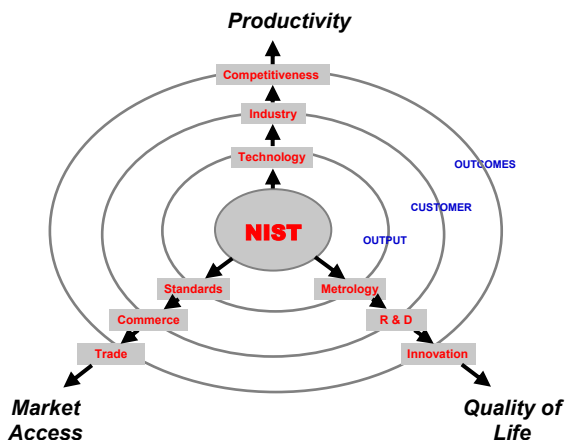 Productivity
Competitiveness
Industry
Technology
OUTCOMES
CUSTOMER
NIST
OUTPUT
Standards
Metrology
Commerce
R & D
Trade
Innovation
Market
Access
Quality of
Life